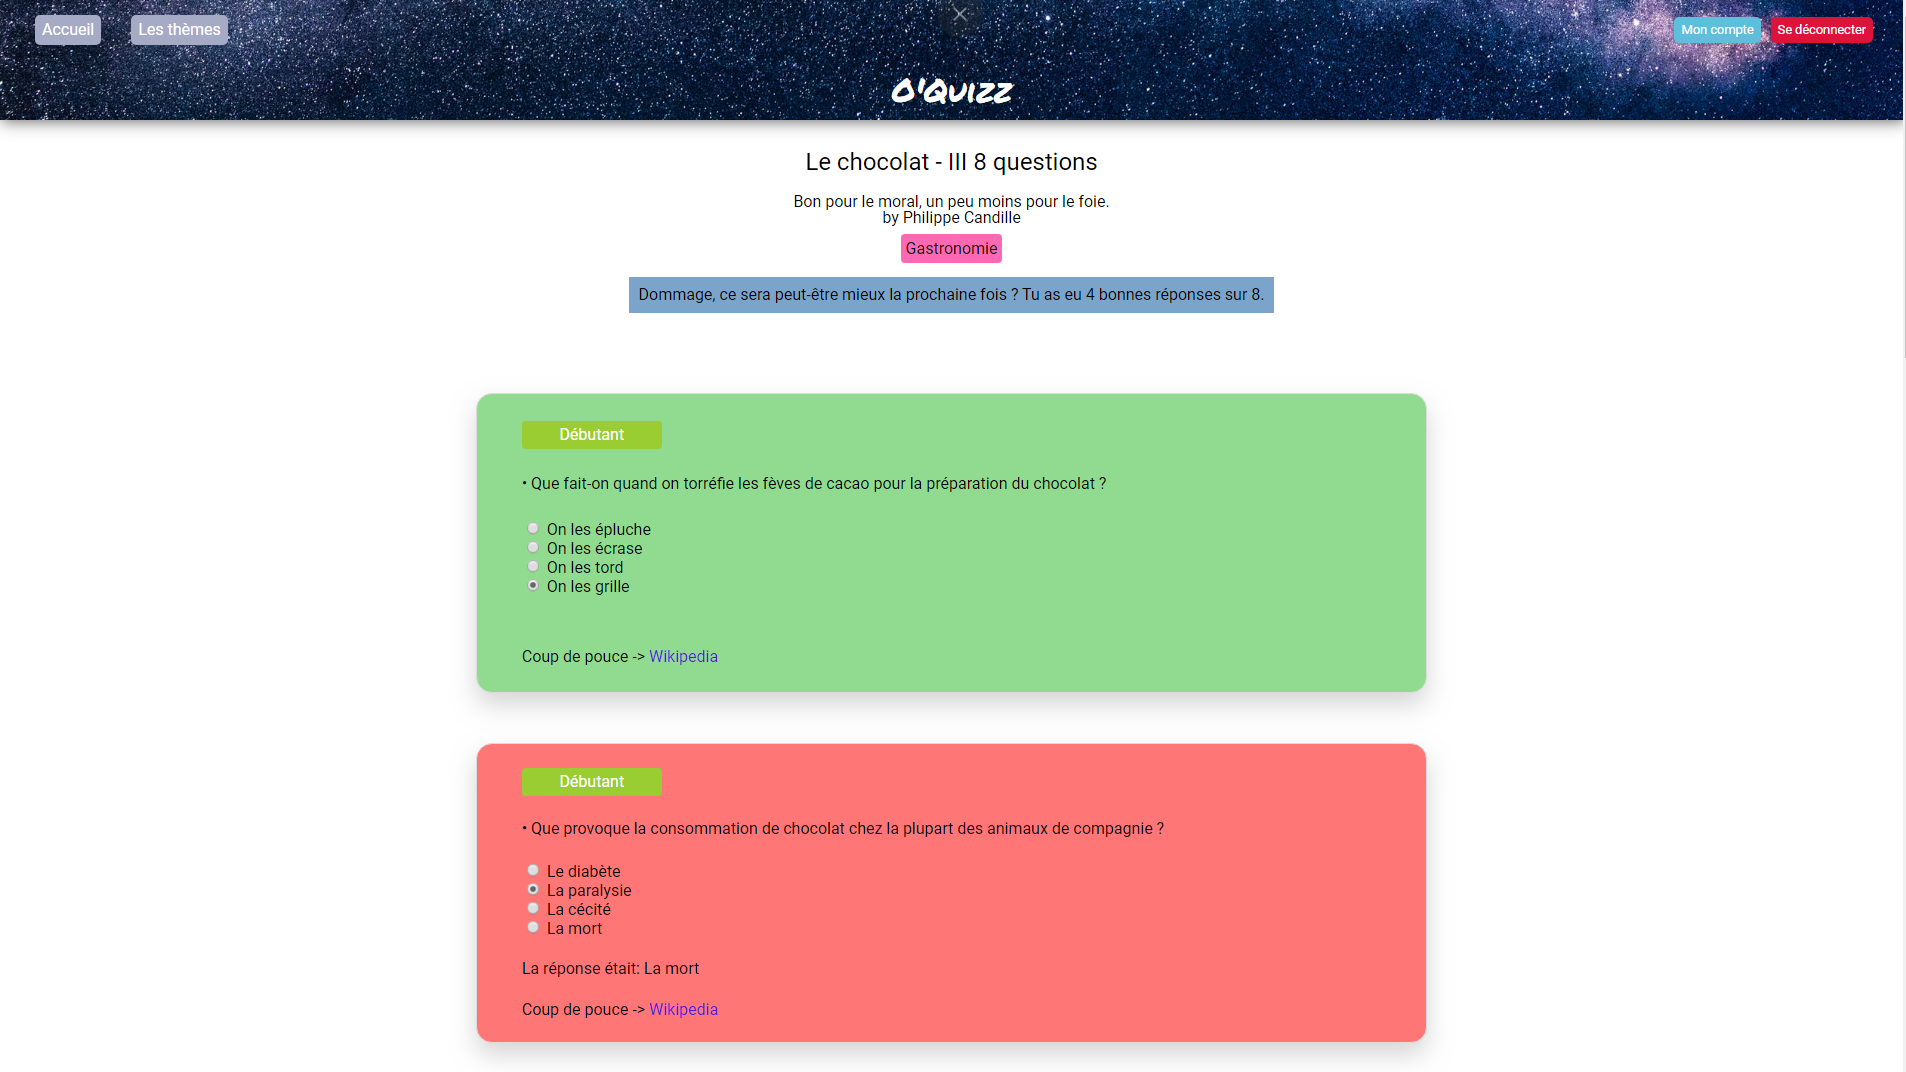 Accueil
Les thèmes
Mon compte
Se déconnecter
O'Quizz
Le chocolat - III 8 questions
Bon pour le moral, un peu moins pour le foie.
by Philippe Candille
Gastronomie
Dommage, ce sera peut-être mieux la prochaine fois ? Tu as eu 4 bonnes réponses sur 8.
Débutant
• Que fait-on quand on torréfie les fèves de cacao pour la préparation du chocolat ?
On les épluche
On les écrase
On les tord
On les grille
Coup de pouce -> Wikipedia
Débutant
• Que provoque la consommation de chocolat chez la plupart des animaux de compagnie ?
Le diabète
La paralysie
La cécité
La mort
La réponse était: La mort
Coup de pouce -> Wikipedia